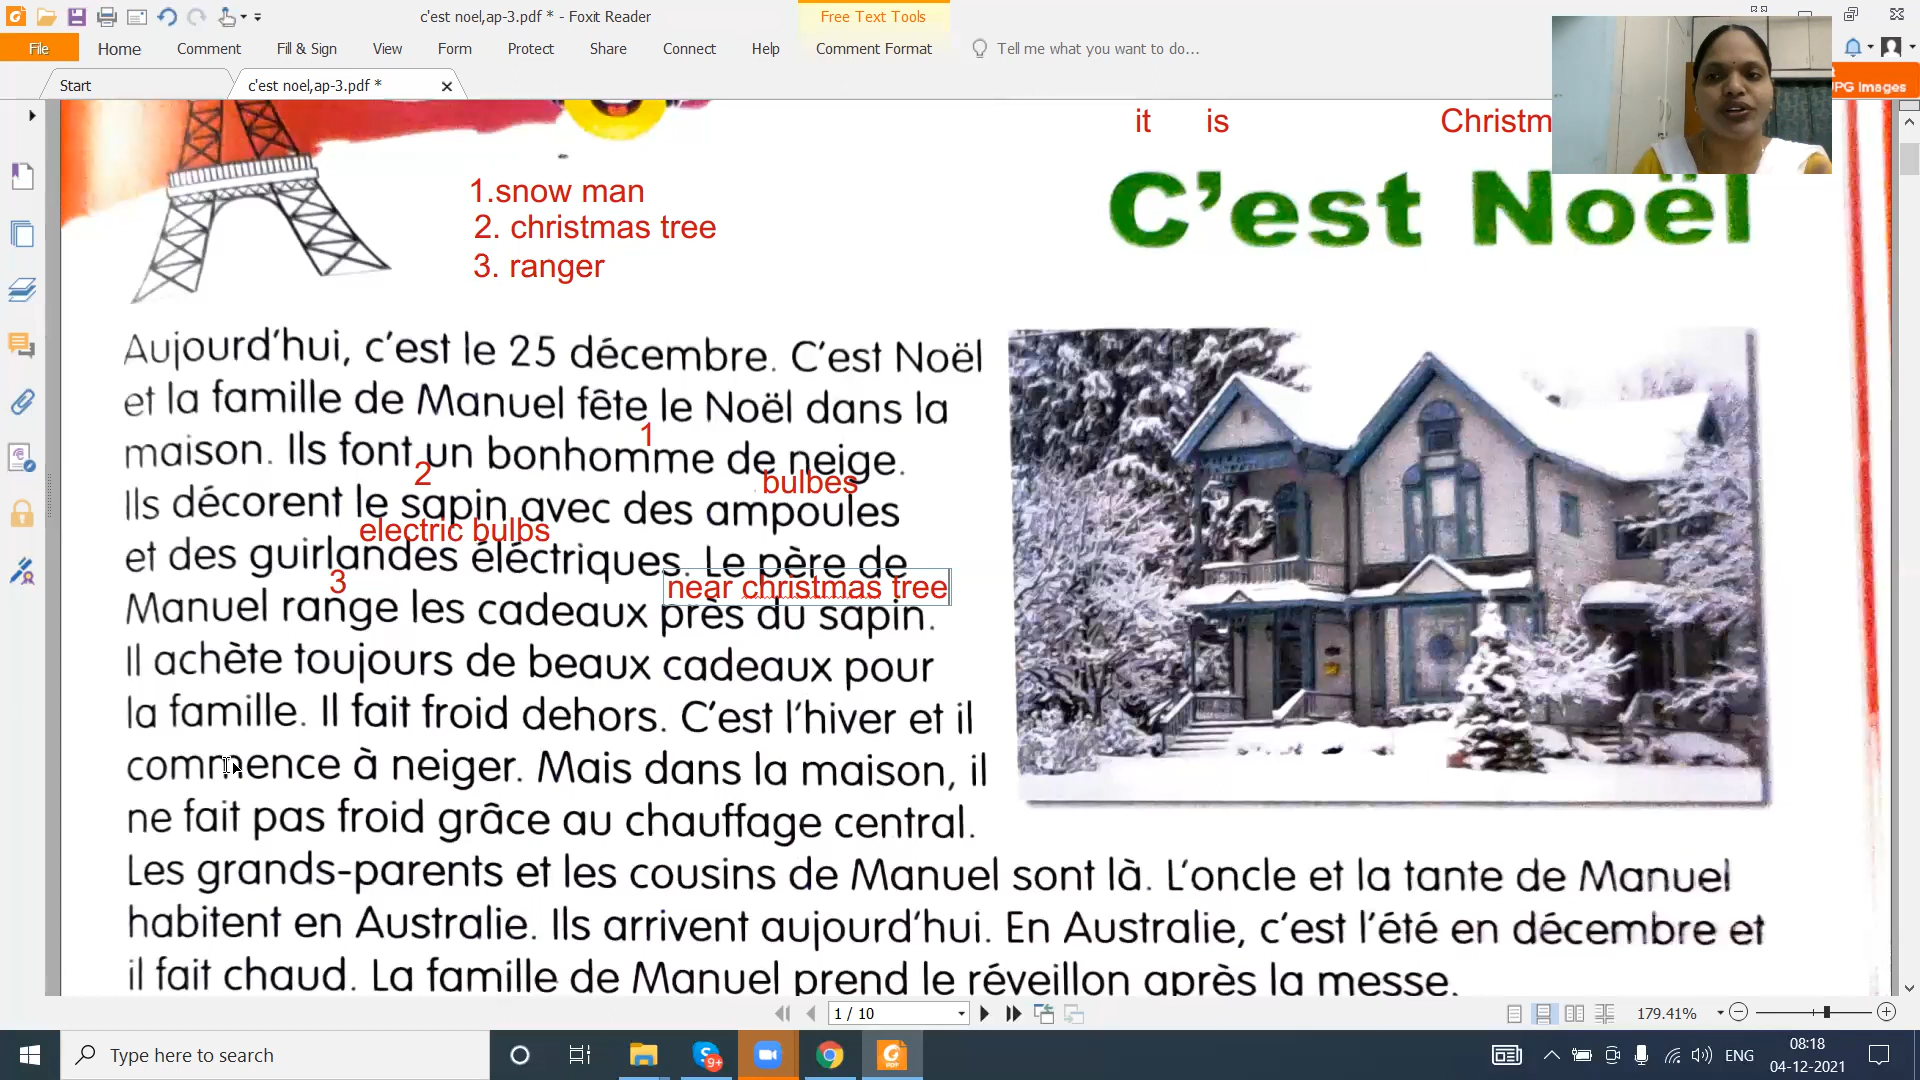 c'est noel,ap-3.pdf * - Foxit Reader
Free Text Tools
File Home Comment Fill & Sign View Form Protect Share Connect Help Comment Format Tell me what you want to do...
JPG Images
Start c'est noel,ap-3.pdf *
it is Christm
C'est Noël
1.snow man
2. christmas tree
3. ranger
Aujourd'hui, c'est le 25 décembre. C'est Noël
et la famille de Manuel fête le Noël dans la
1
maison. Ils font un bonhomme de neige.
2 bulbes
Ils décorent le sapin avec des ampoules
electric bulbs
et des guirlandes éléctriques. Le père de
3 near christmas tree
Manuel range les cadeaux près du sapin.
Il achète toujours de beaux cadeaux pour
la famille. Il fait froid dehors. C'est l'hiver et il
commence à neiger. Mais dans la maison, il
ne fait pas froid grâce au chauffage central.
Les grands-parents et les cousins de Manuel sont là. L'oncle et la tante de Manuel
habitent en Australie. Ils arrivent aujourd'hui. En Australie, c'est l'été en décembre et
il fait chaud. La famille de Manuel prend le réveillon après la messe.
1 / 10
179.41%
Type here to search
9+
ENG
08:18
04-12-2021